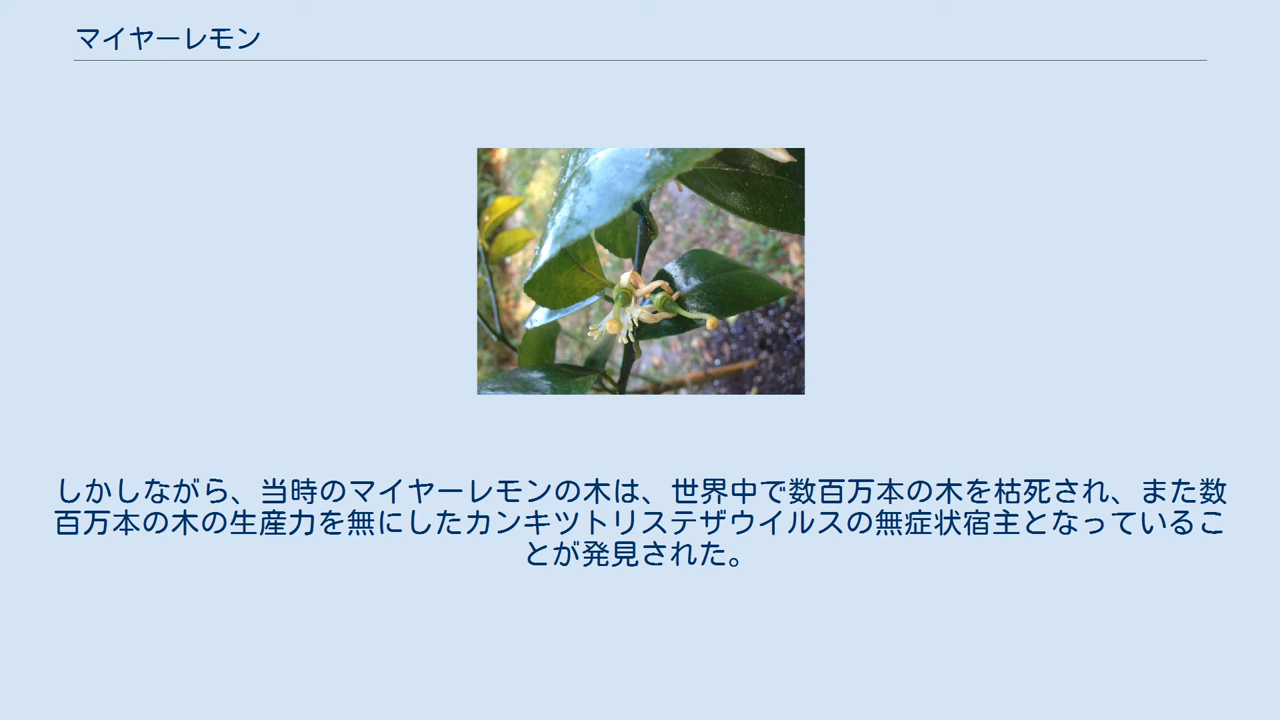 マイヤーレモン
しかしながら、当時のマイヤーレモンの木は、世界中で数百万本の木を枯死され、また数
百万本の木の生産力を無にしたカンキツトリステザウイルスの無症状宿主となっているこ
とが発見された。